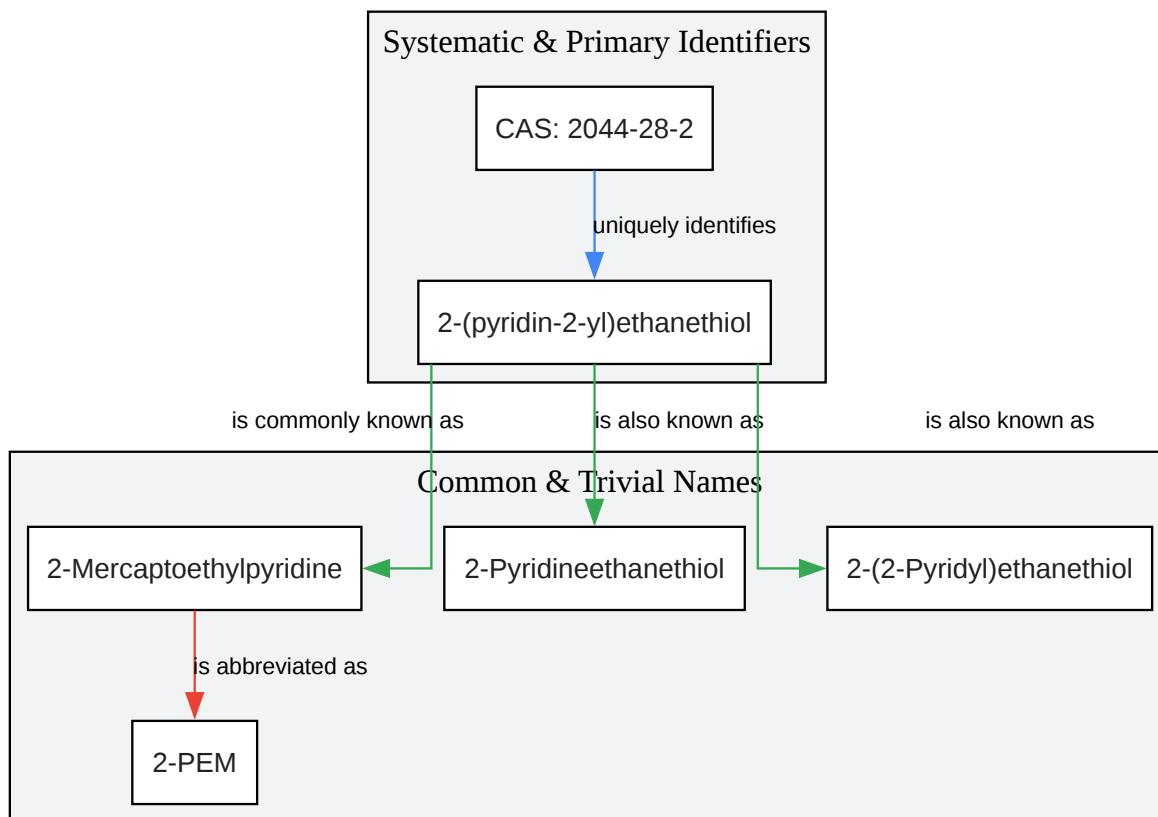 Systematic & Primary Identifiers
CAS: 2044-28-2
uniquely identifies
2-(pyridin-2-yl)ethanethiol
is commonly known as
is also known as
is also known as
Common & Trivial Names
2-Mercaptoethylpyridine
2-Pyridineethanethiol
2-(2-Pyridyl)ethanethiol
is abbreviated as
2-PEM